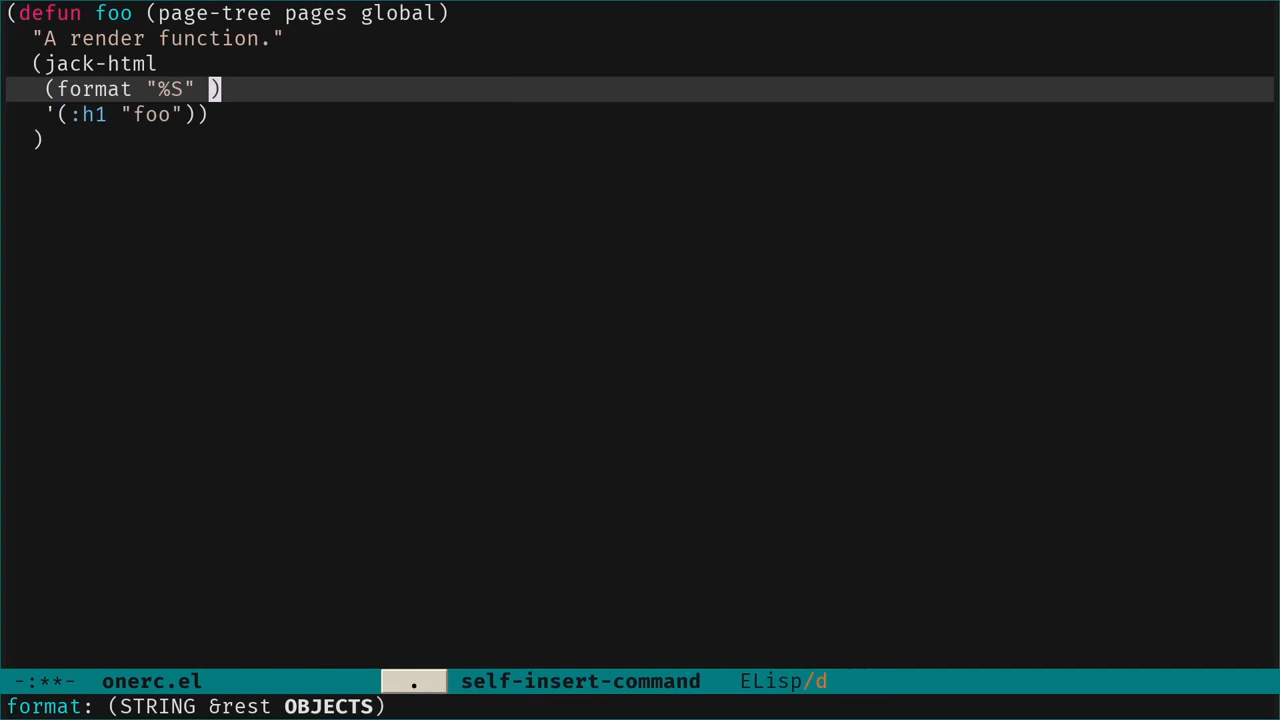 (defun foo (page-tree pages global)
  "A render function."
  (jack-html
   (format "%S" )
   '(:h1 "foo"))
  )
-:**-  onerc.el  .  self-insert-command  ELisp/d
format: (STRING &rest OBJECTS)